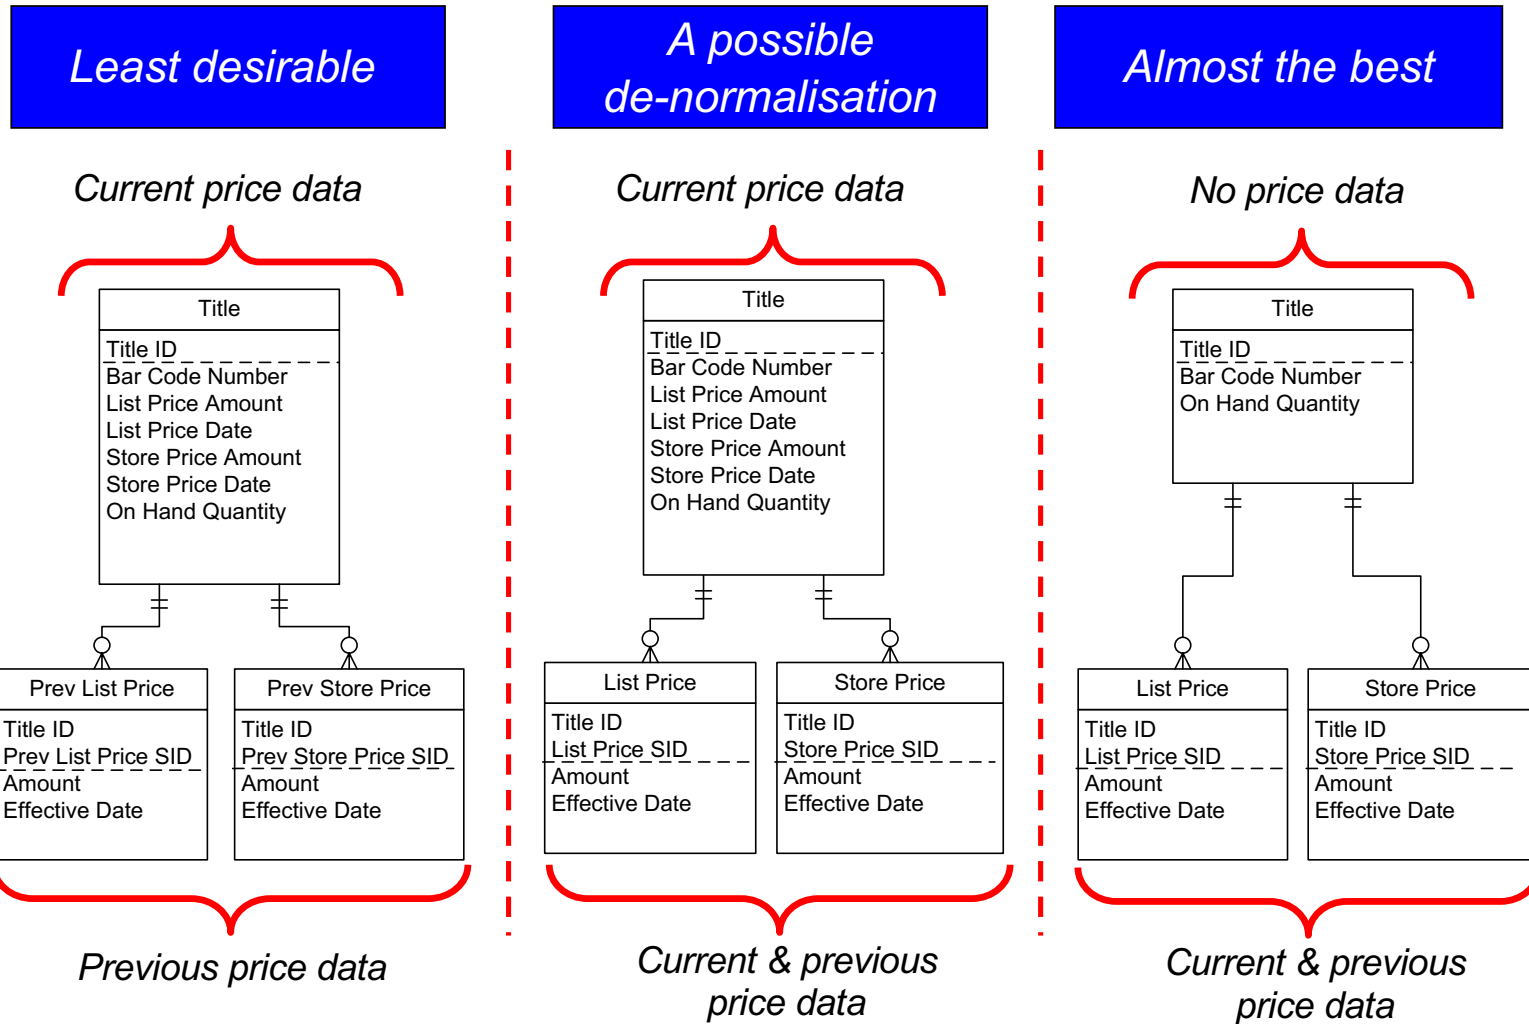 Least desirable
Current price data
Title
Title ID
Bar Code Number
List Price Amount
List Price Date
Store Price Amount
Store Price Date
On Hand Quantity
Prev List Price
Title ID
Prev List Price SID
Amount
Effective Date
Prev Store Price
Title ID
Prev Store Price SID
Amount
Effective Date
Previous price data
A possible
de-normalisation
Current price data
Title
Title ID
Bar Code Number
List Price Amount
List Price Date
Store Price Amount
Store Price Date
On Hand Quantity
List Price
Title ID
List Price SID
Amount
Effective Date
Store Price
Title ID
Store Price SID
Amount
Effective Date
Current & previous
price data
Almost the best
No price data
Title
Title ID
Bar Code Number
On Hand Quantity
List Price
Title ID
List Price SID
Amount
Effective Date
Store Price
Title ID
Store Price SID
Amount
Effective Date
Current & previous
price data